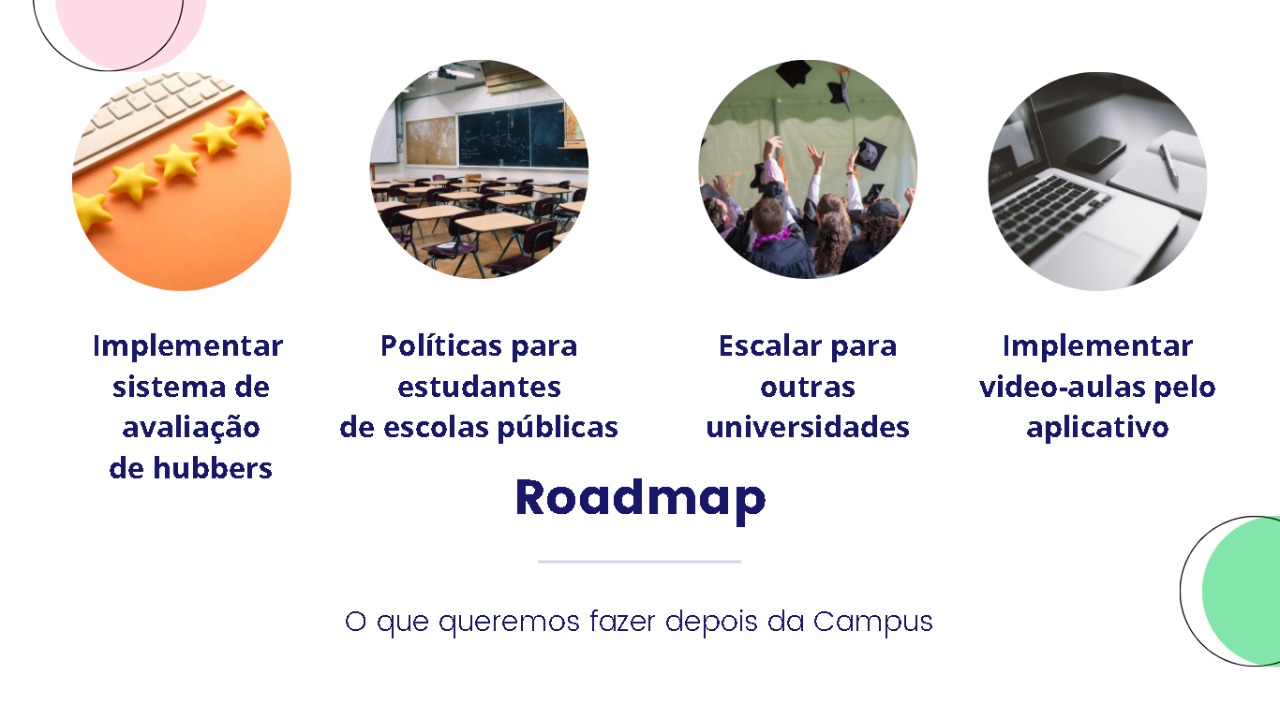 Implementar
sistema de
avaliação
de hubbers
Políticas para
estudantes
de escolas públicas
Escalar para
outras
universidades
Implementar
video-aulas pelo
aplicativo
Roadmap
O que queremos fazer depois da Campus